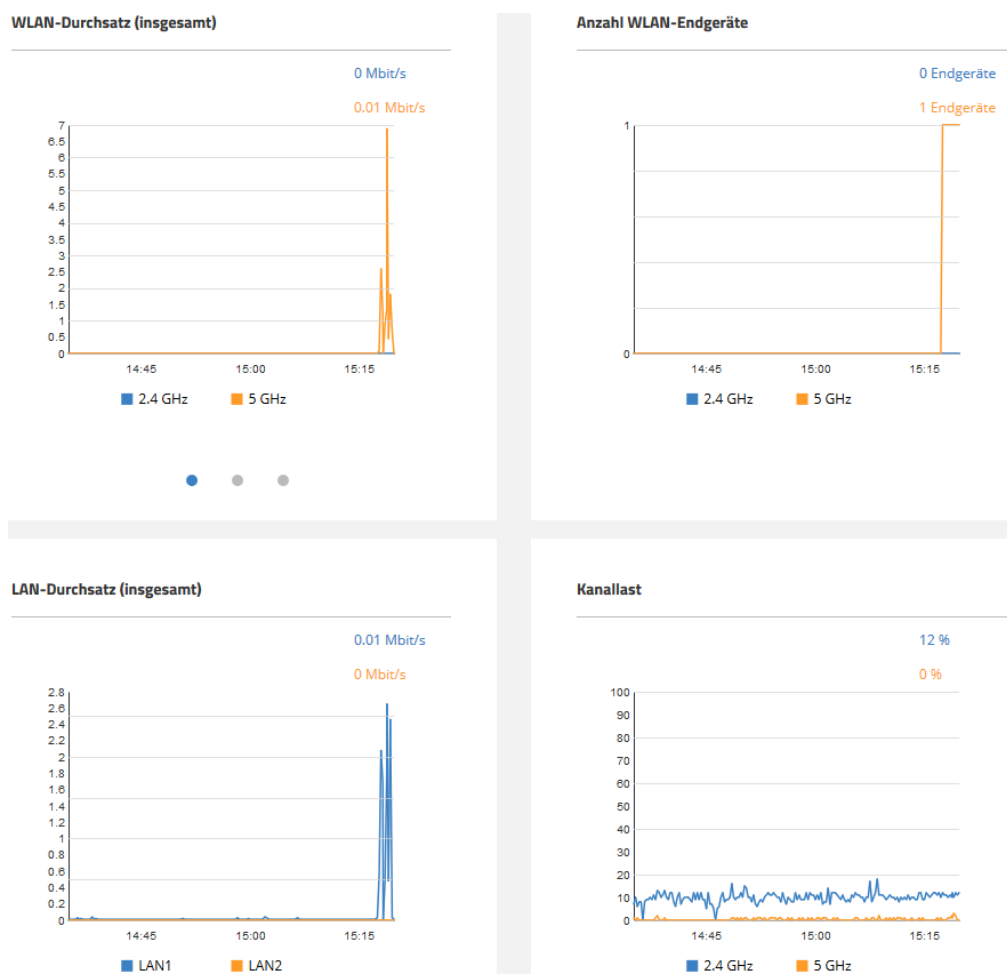 WLAN-Durchsatz (insgesamt)
0 Mbit/s
0.01 Mbit/s
7
6.5
6
5.5
5
4.5
4
3.5
3
2.5
2
1.5
1
0.5
0
14:45 15:00 15:15
2.4 GHz 5 GHz
Anzahl WLAN-Endgeräte
0 Endgeräte
1 Endgeräte
1
0
14:45 15:00 15:15
2.4 GHz 5 GHz
LAN-Durchsatz (insgesamt)
0.01 Mbit/s
0 Mbit/s
2.8
2.6
2.4
2.2
2
1.8
1.6
1.4
1.2
1
0.8
0.6
0.4
0.2
0
14:45 15:00 15:15
LAN1 LAN2
Kanallast
12 %
0 %
100
90
80
70
60
50
40
30
20
10
0
14:45 15:00 15:15
2.4 GHz 5 GHz